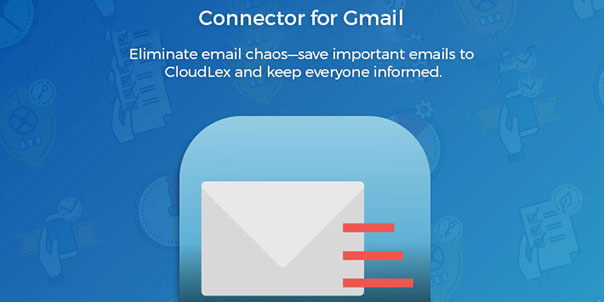 Connector for Gmail
Eliminate email chaos—save important emails to
CloudLex and keep everyone informed.